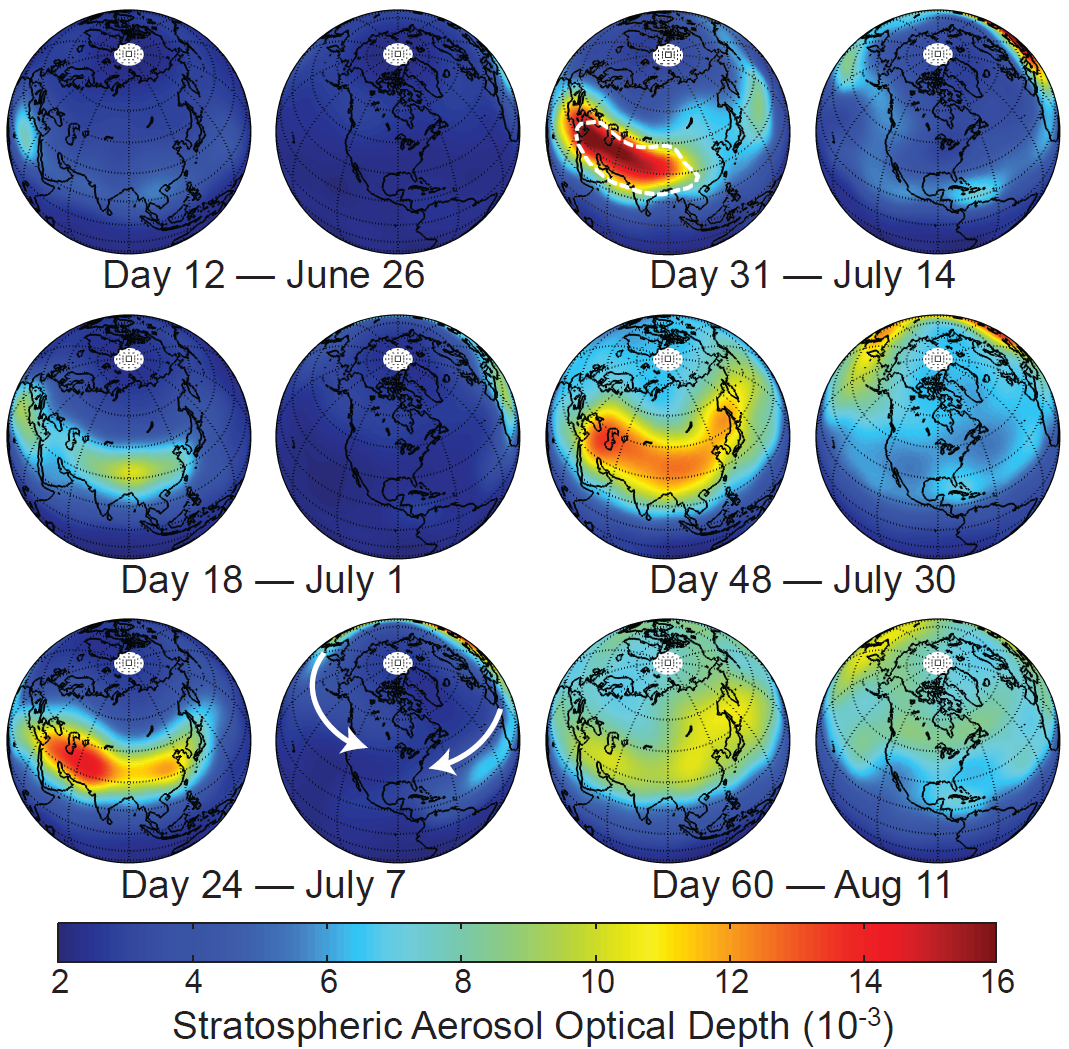 Day 12 — June 26
Day 31 — July 14
Day 18 — July 1
Day 48 — July 30
Day 24 — July 7
Day 60 — Aug 11
2 4 6 8 10 12 14 16
Stratospheric Aerosol Optical Depth (10⁻³)